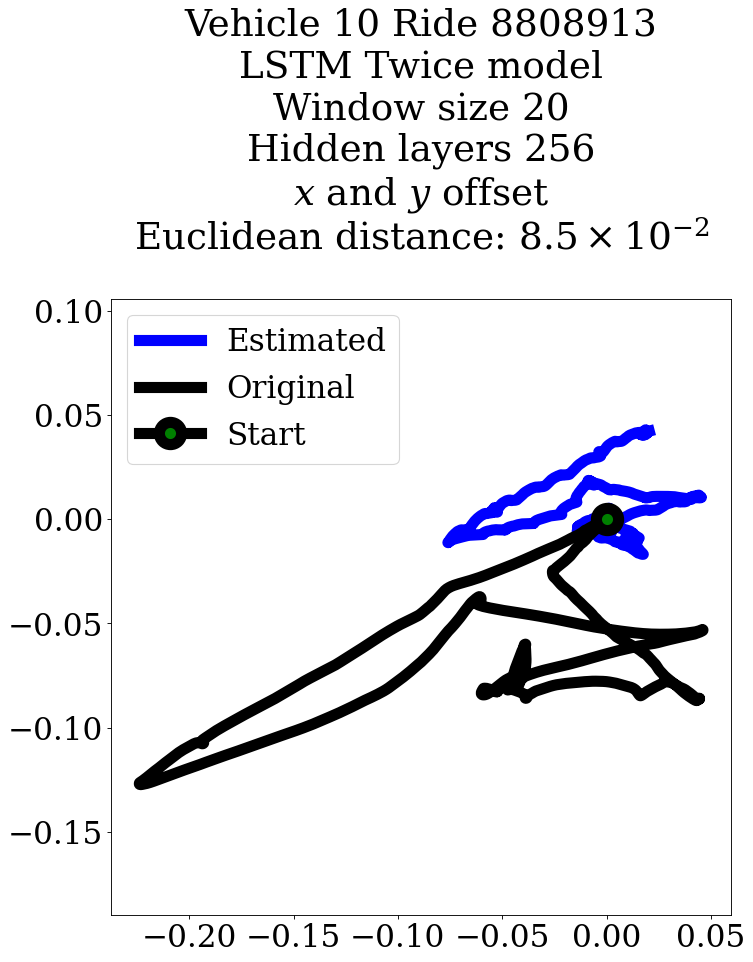 Vehicle 10 Ride 8808913
LSTM Twice model
Window size 20
Hidden layers 256
x and y offset
Euclidean distance: 8.5 × 10⁻²
Estimated
Original
Start
0.10
0.05
0.00
−0.05
−0.10
−0.15
−0.20 −0.15 −0.10 −0.05 0.00 0.05